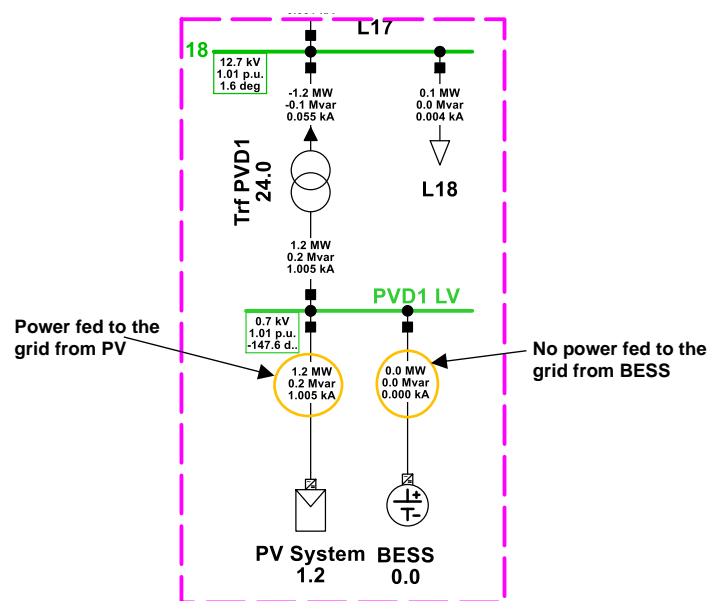 L17
18
12.7 kV
1.01 p.u.
1.6 deg
-1.2 MW
-0.1 Mvar
0.055 kA
0.1 MW
0.0 Mvar
0.004 kA
Trf PVD1
24.0
L18
1.2 MW
0.2 Mvar
1.005 kA
PVD1 LV
0.7 kV
1.01 p.u.
-147.6 d..
Power fed to the
grid from PV
1.2 MW
0.2 Mvar
1.005 kA
0.0 MW
0.0 Mvar
0.000 kA
No power fed to the
grid from BESS
PV System
1.2
BESS
0.0